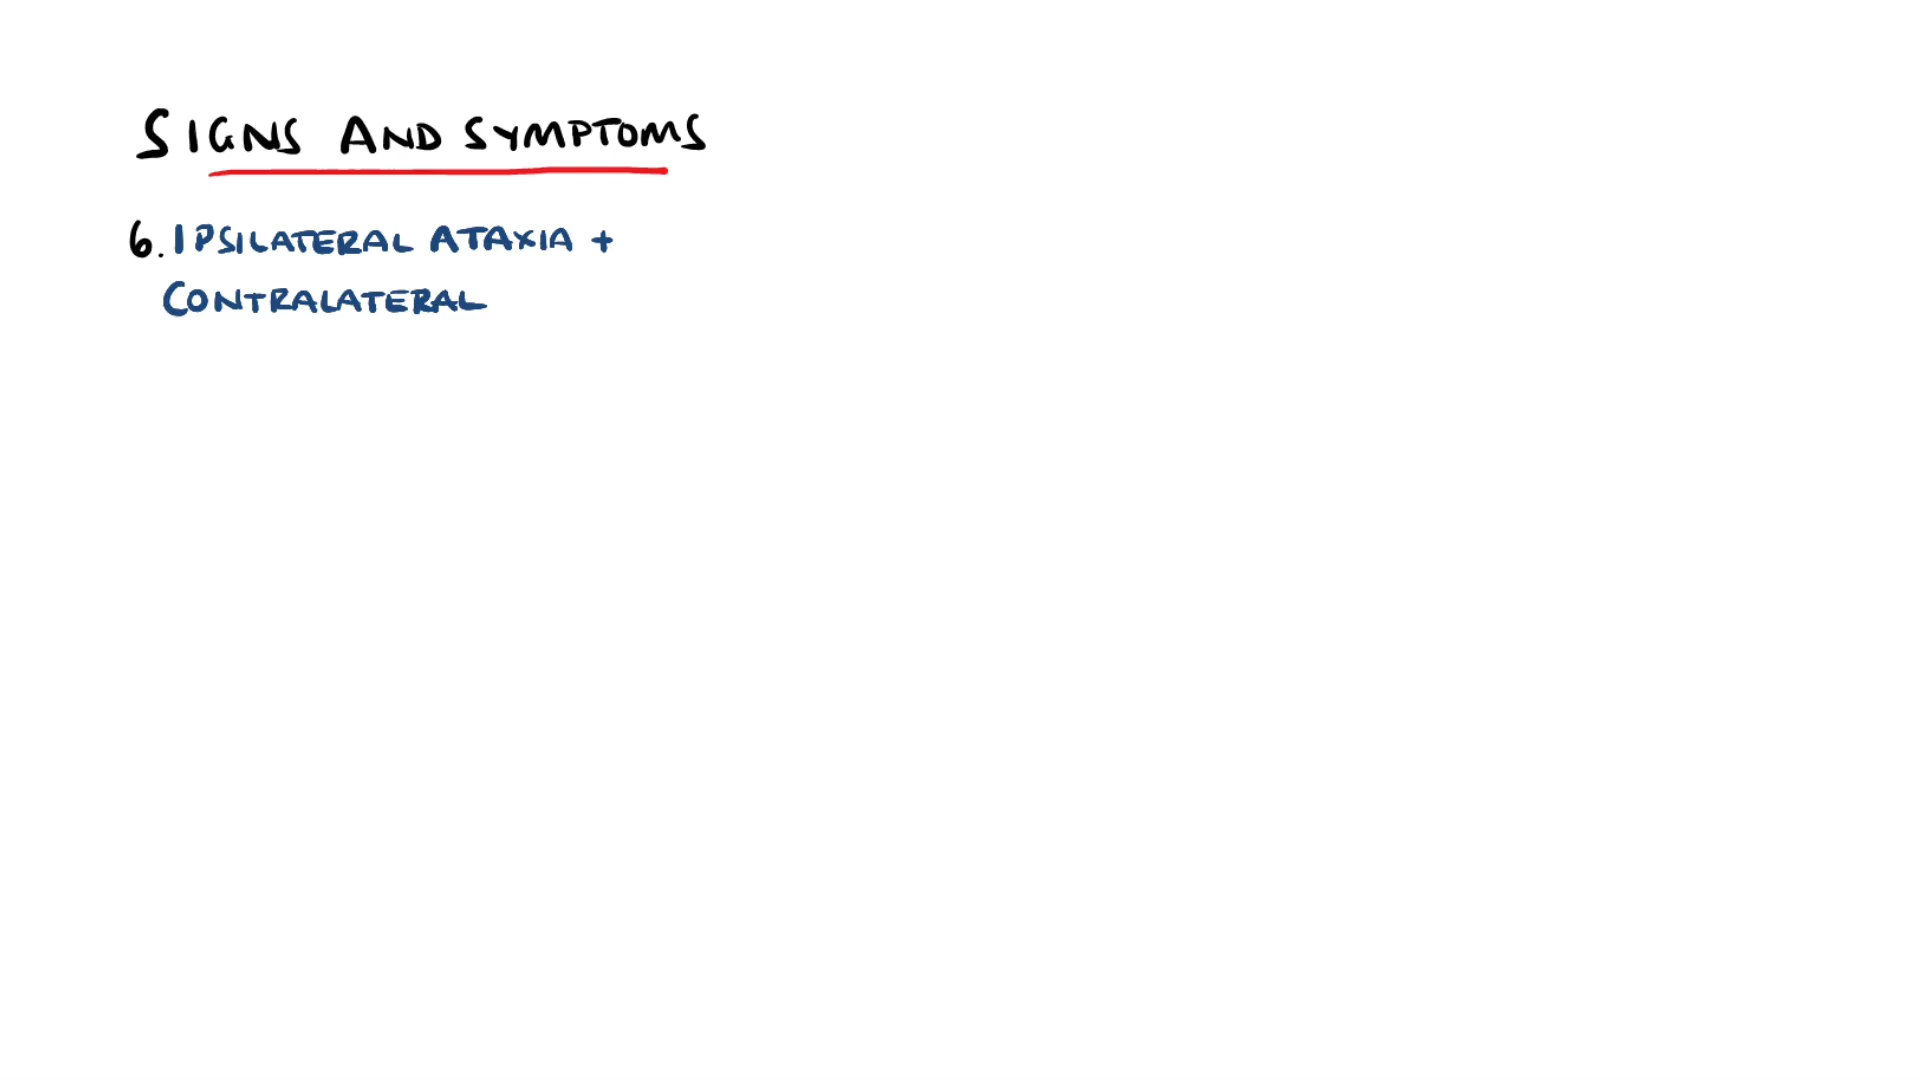 SIGNS AND SYMPTOMS
6. IPSILATERAL ATAXIA +
CONTRALATERAL